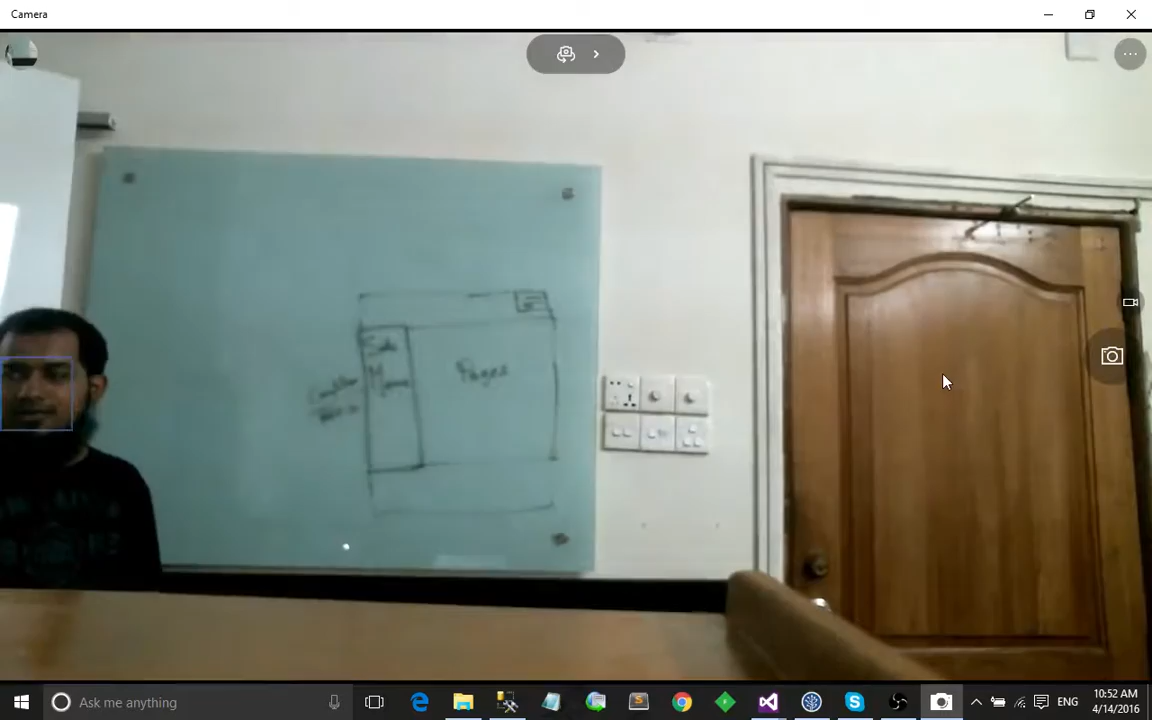 Camera
Side
Menu
Pages
Ask me anything
ENG
10:52 AM
4/14/2016